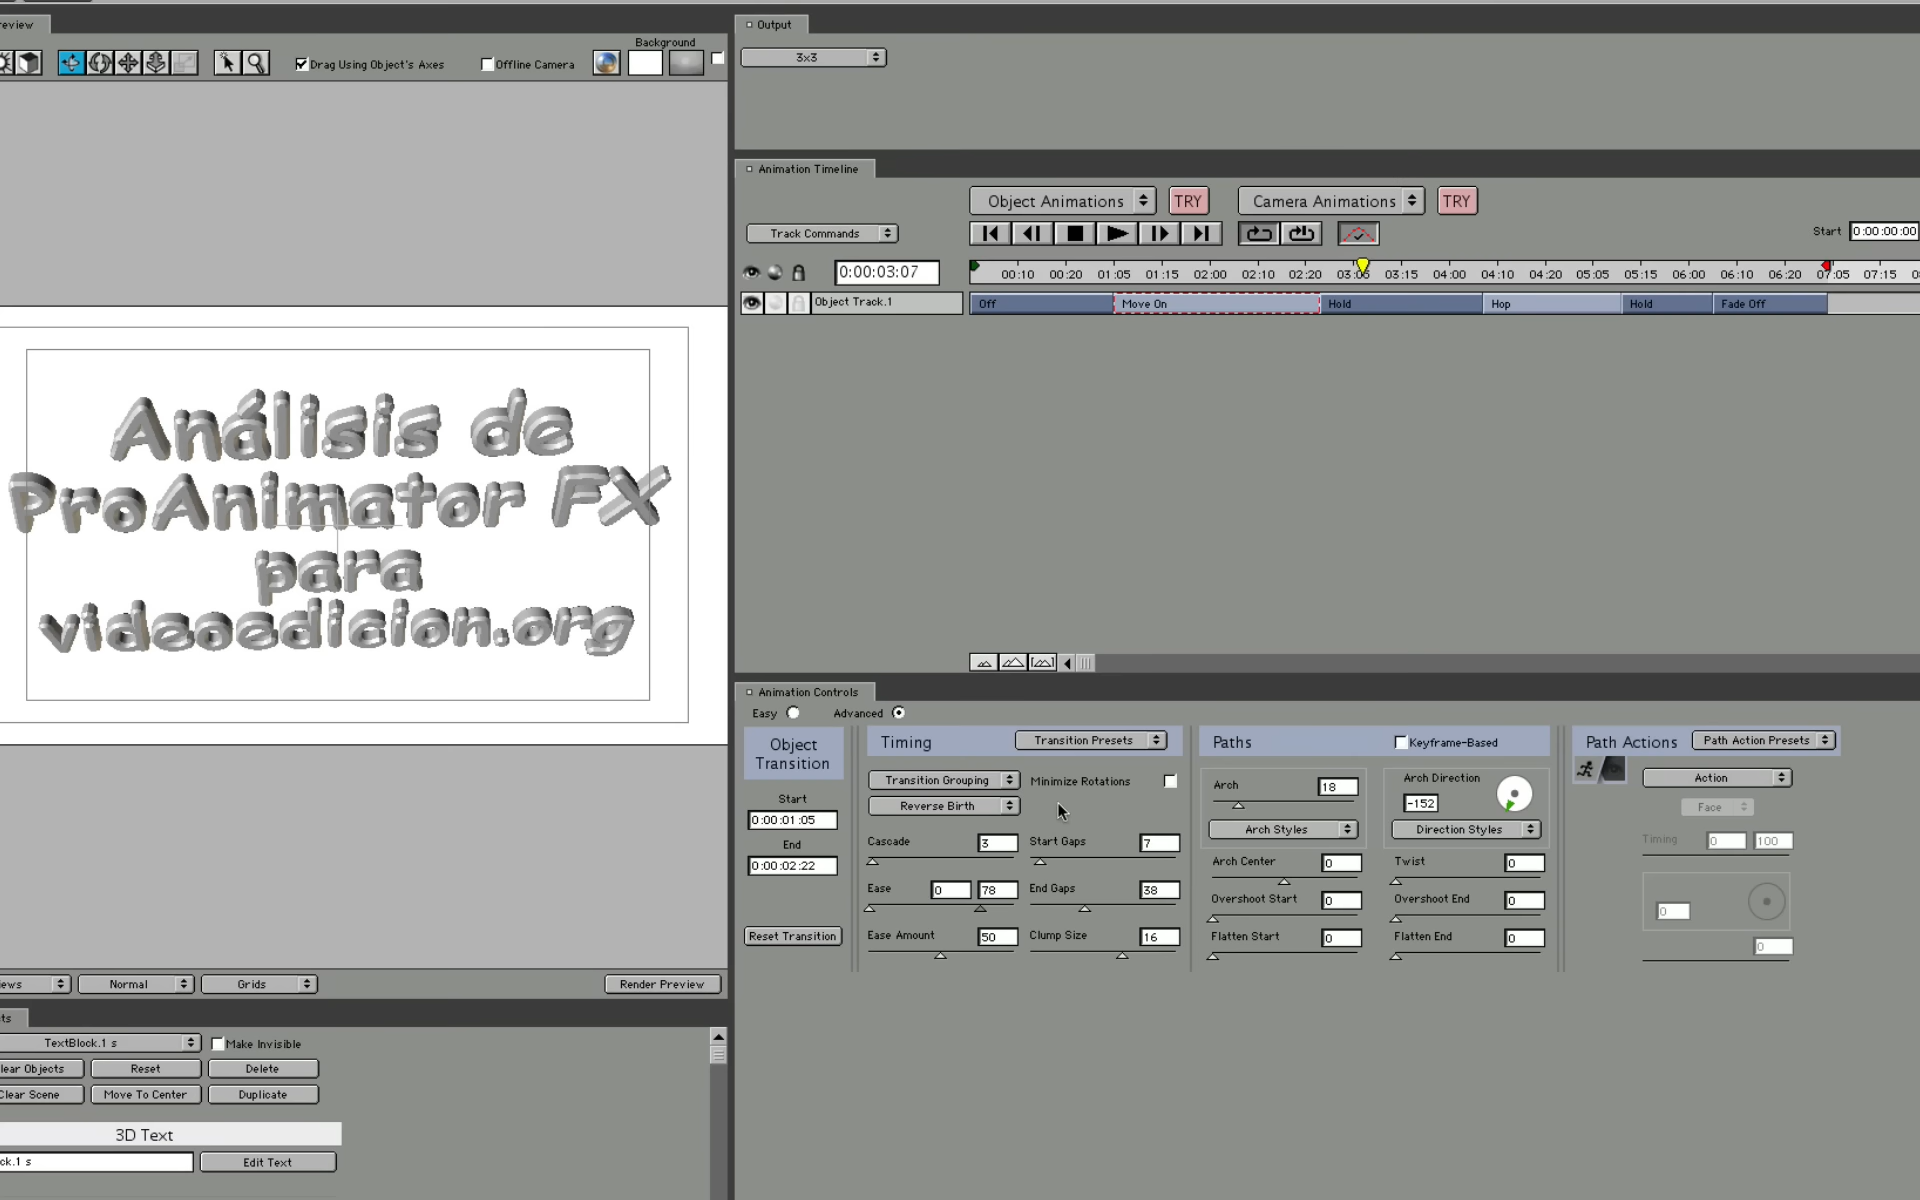 Output
Background
Drag Using Object's Axes
Offline Camera
3x3
Animation Timeline
Object Animations
TRY
Camera Animations
TRY
Track Commands
Start
0:00:00:00
0:00:03:07
00:10 00:20 01:05 01:15 02:00 02:10 02:20 03:05 03:15 04:00 04:10 04:20 05:05 05:15 06:00 06:10 06:20 07:05 07:15
Object Track.1
Off
Move On
Hold
Hop
Hold
Fade Off
Análisis de
ProAnimator FX
para
videoedicion.org
Animation Controls
Easy
Advanced
Object
Transition
Start
0:00:01:05
End
0:00:02:22
Reset Transition
Timing
Transition Presets
Transition Grouping
Minimize Rotations
Reverse Birth
Cascade 3
Start Gaps 7
Ease 0 78
End Gaps 38
Ease Amount 50
Clump Size 16
Paths
Keyframe-Based
Arch 18
Arch Direction
-152
Arch Styles
Direction Styles
Arch Center 0
Twist 0
Overshoot Start 0
Overshoot End 0
Flatten Start 0
Flatten End 0
Path Actions
Path Action Presets
Action
Face
Timing 0 100
0
0
Normal
Grids
Render Preview
TextBlock.1 s
Make Invisible
Reset
Delete
Clear Scene
Move To Center
Duplicate
3D Text
Edit Text